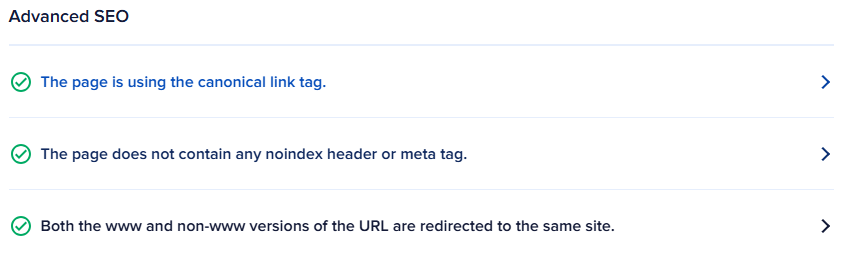 Advanced SEO
The page is using the canonical link tag.
The page does not contain any noindex header or meta tag.
Both the www and non-www versions of the URL are redirected to the same site.